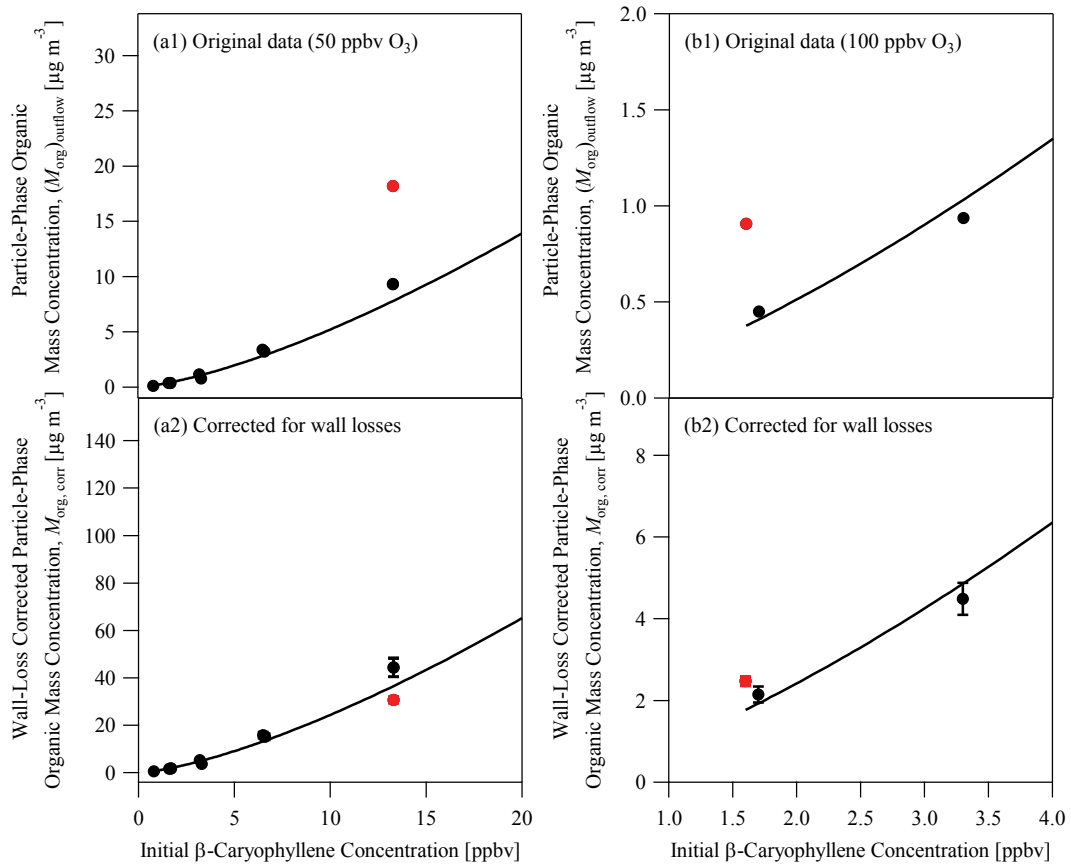 (a1) Original data (50 ppbv O3)
30
25
20
15
10
5
0
Particle-Phase Organic
Mass Concentration, (Morg)outflow [µg m-3]
(b1) Original data (100 ppbv O3)
2.0
1.5
1.0
0.5
0.0
Particle-Phase Organic
Mass Concentration, (Morg)outflow [µg m-3]
(a2) Corrected for wall losses
140
120
100
80
60
40
20
0
Wall-Loss Corrected Particle-Phase
Organic Mass Concentration, Morg, corr [µg m-3]
0 5 10 15 20
Initial β-Caryophyllene Concentration [ppbv]
(b2) Corrected for wall losses
8
6
4
2
0
Wall-Loss Corrected Particle-Phase
Organic Mass Concentration, Morg, corr [µg m-3]
1.0 1.5 2.0 2.5 3.0 3.5 4.0
Initial β-Caryophyllene Concentration [ppbv]